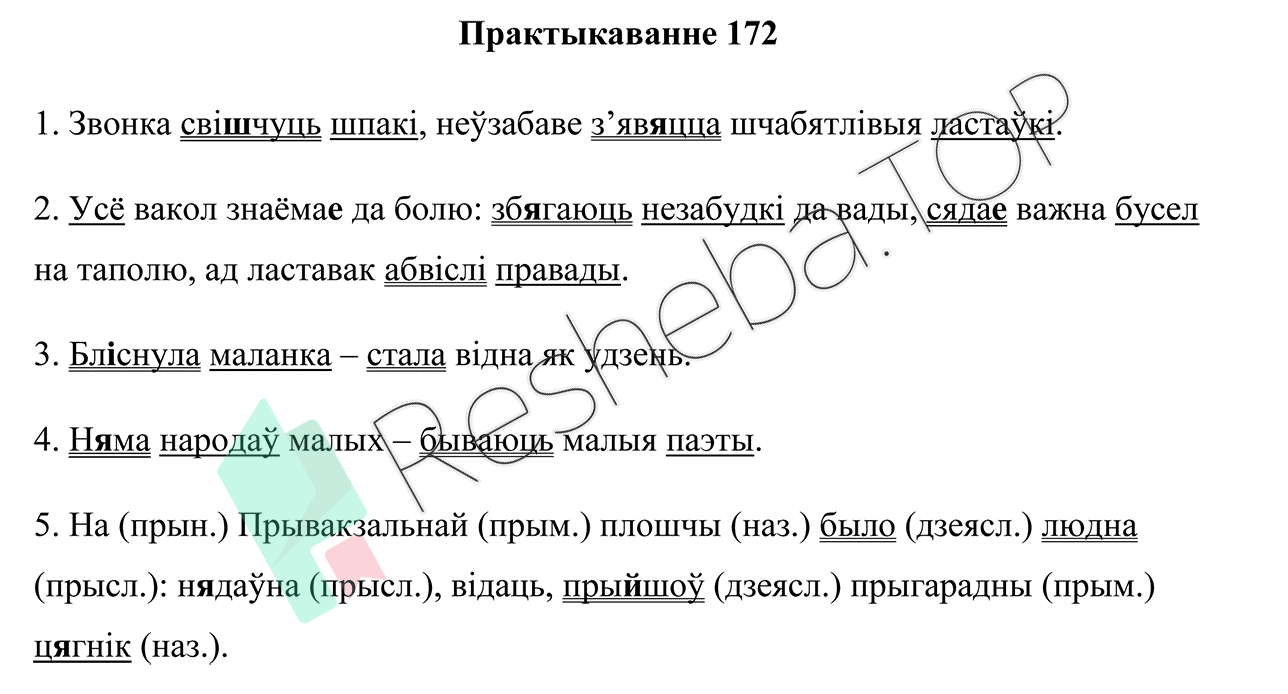 Практыкаванне 172
1. Звонка свішчуць шпакі, неўзабаве з’явяцца шчабятлівыя ластаўкі.
2. Усё вакол знаёмае да болю: збягаюць незабудкі да вады, сядае важна бусел
на таполю, ад ластавак абвіслі правады.
3. Бліснула маланка – стала відна як удзень.
4. Няма народаў малых – бываюць малыя паэты.
5. На (прын.) Прывакзальнай (прым.) плошчы (наз.) было (дзеясл.) людна
(прысл.): нядаўна (прысл.), відаць, прыйшоў (дзеясл.) прыгарадны (прым.)
цягнік (наз.).
Resheba.TOP